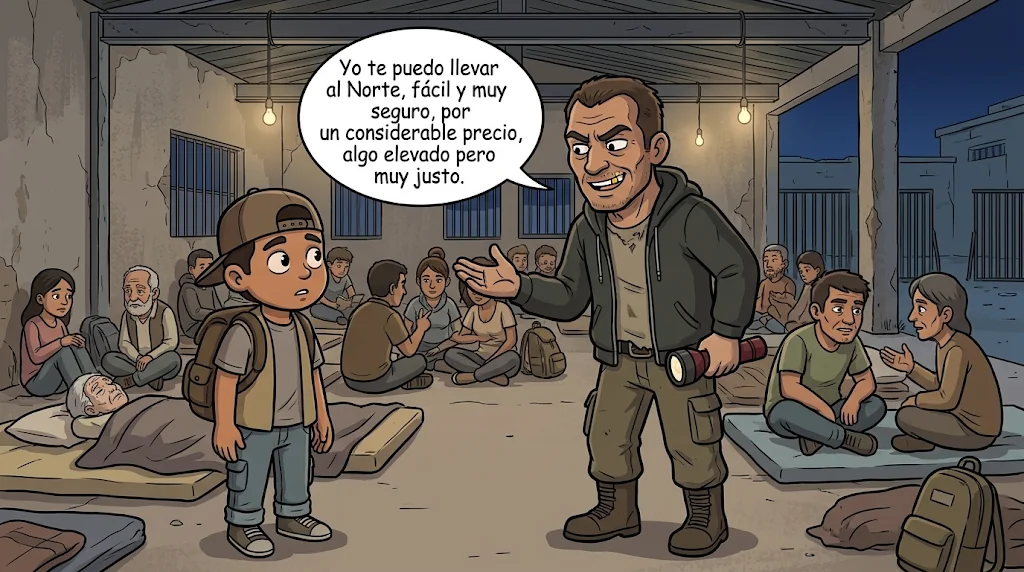 Yo te puedo llevar
al Norte, fácil y muy
seguro, por
un considerable precio,
algo elevado pero
muy justo.